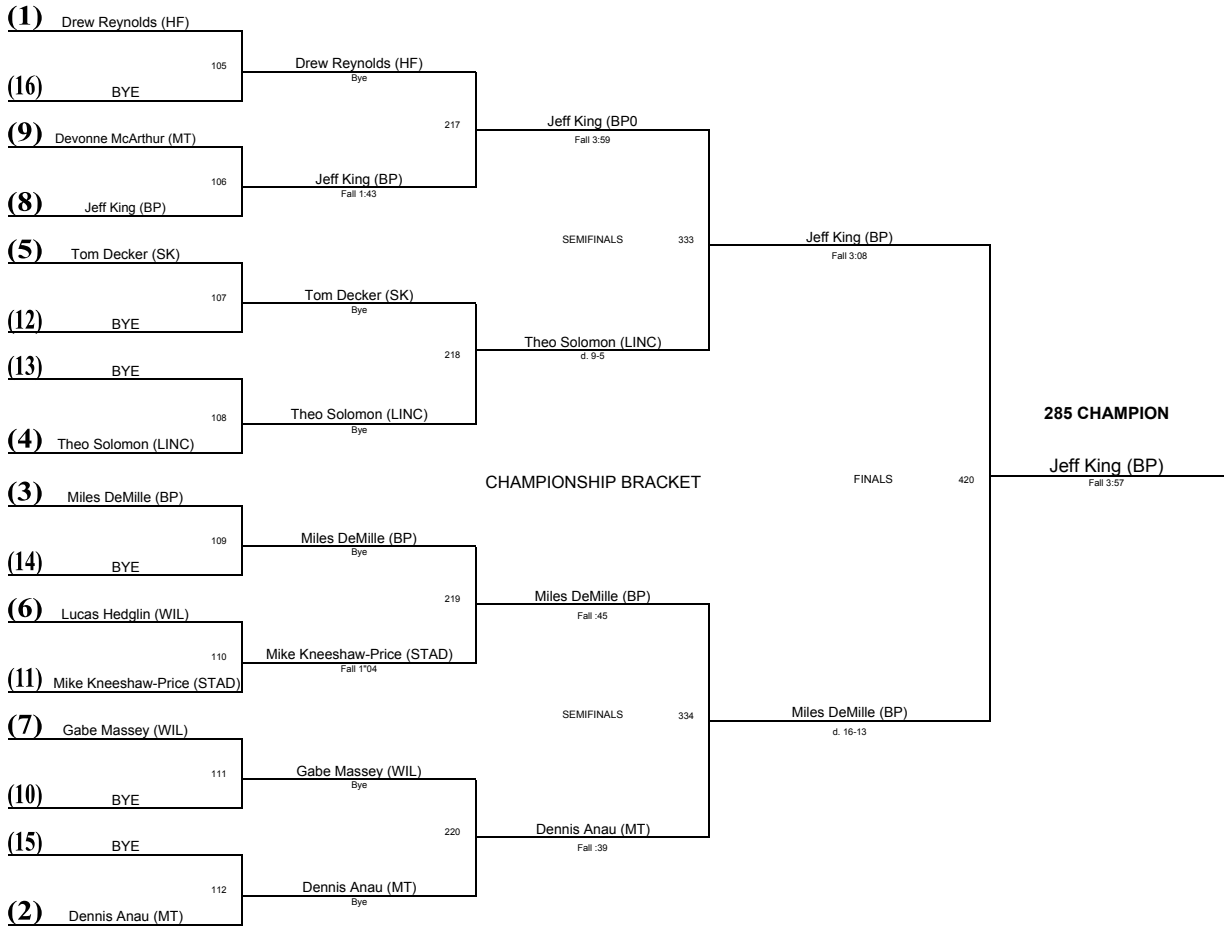 (1) Drew Reynolds (HF)
105
(16) BYE
Drew Reynolds (HF)
Bye
(9) Devonne McArthur (MT)
106
(8) Jeff King (BP)
Jeff King (BP)
Fall 1:43
217
Jeff King (BP0
Fall 3:59
(5) Tom Decker (SK)
107
(12) BYE
Tom Decker (SK)
Bye
(13) BYE
108
(4) Theo Solomon (LINC)
Theo Solomon (LINC)
Bye
218
Theo Solomon (LINC)
d. 9-5
SEMIFINALS 333
Jeff King (BP)
Fall 3:08
(3) Miles DeMille (BP)
109
(14) BYE
Miles DeMille (BP)
Bye
(6) Lucas Hedglin (WIL)
110
(11) Mike Kneeshaw-Price (STAD)
Mike Kneeshaw-Price (STAD)
Fall 1"04
219
Miles DeMille (BP)
Fall :45
(7) Gabe Massey (WIL)
111
(10) BYE
Gabe Massey (WIL)
Bye
(15) BYE
112
(2) Dennis Anau (MT)
Dennis Anau (MT)
Bye
220
Dennis Anau (MT)
Fall :39
SEMIFINALS 334
Miles DeMille (BP)
d. 16-13
CHAMPIONSHIP BRACKET
FINALS 420
285 CHAMPION
Jeff King (BP)
Fall 3:57